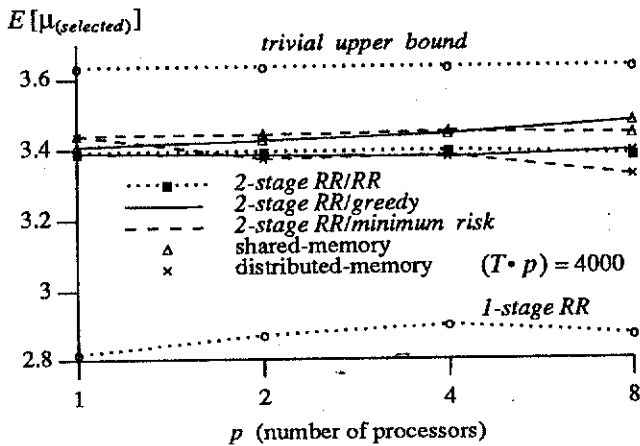 E [μ(selected)]
trivial upper bound
3.6
3.4
2-stage RR/RR
2-stage RR/greedy
3.2
2-stage RR/minimum risk
shared-memory
distributed-memory (T • p) = 4000
3
1-stage RR
2.8
1 2 4 8
p (number of processors)